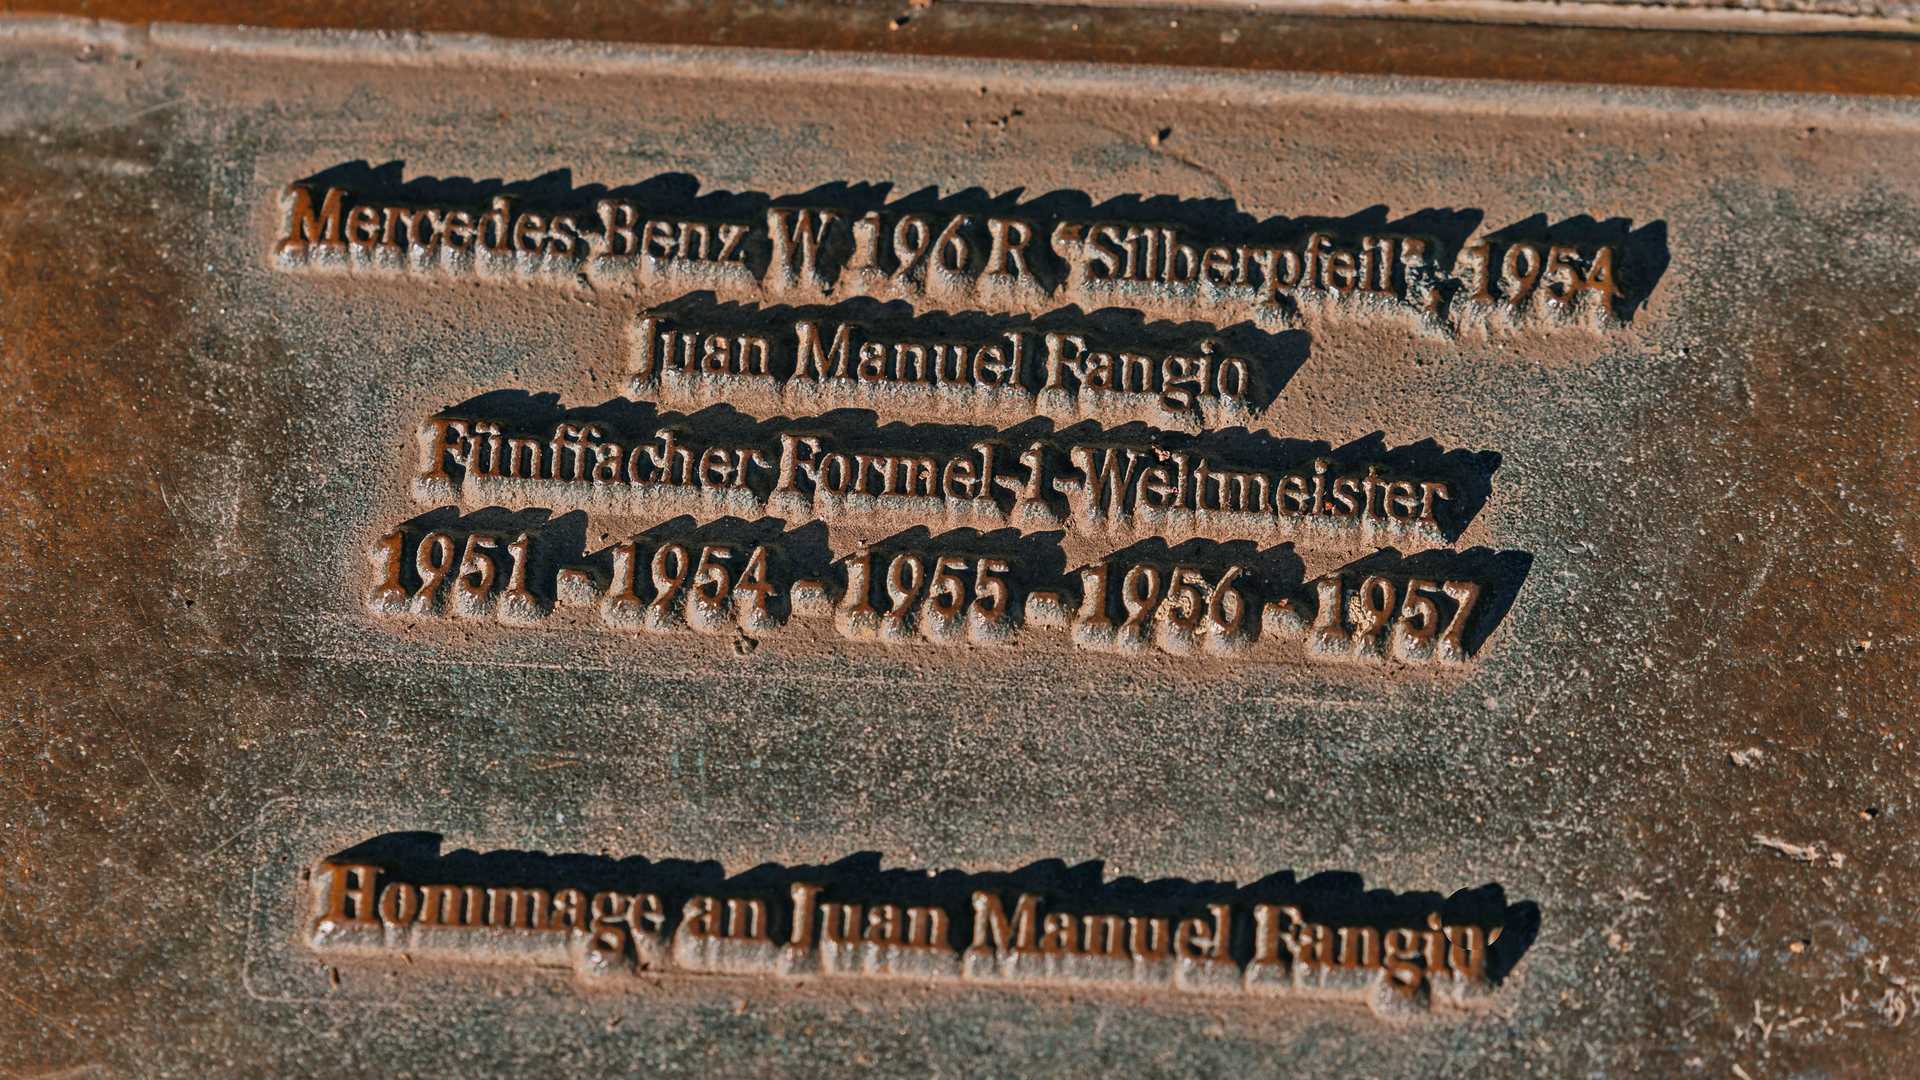 Mercedes-Benz W 196 R “Silberpfeil”, 1954
Juan Manuel Fangio
Fünffacher Formel-1-Weltmeister
1951 - 1954 - 1955 - 1956 - 1957
Hommage an Juan Manuel Fangio